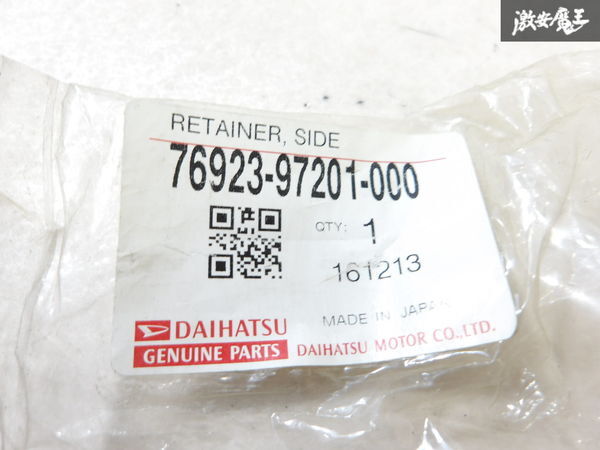 激安魔王
RETAINER, SIDE
76923-97201-000
QTY: 1
161213
MADE IN JAPAN
DAIHATSU
GENUINE PARTS DAIHATSU MOTOR CO.,LTD.